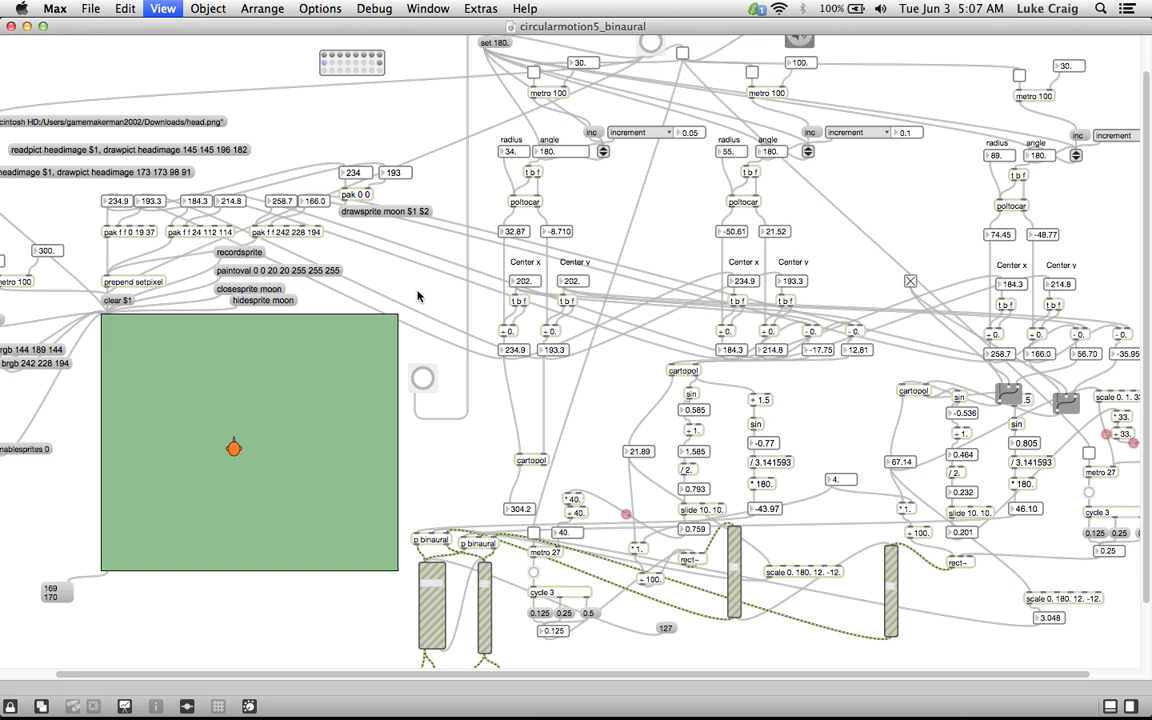 Max File Edit View Object Arrange Options Debug Window Extras Help 1 100% Tue Jun 3 5:07 AM Luke Craig
circularmotion5_binaural
set 180.
30. 100. 30.
metro 100 metro 100 metro 100
cintosh HD:/Users/gamemakerman2002/Downloads/head.png"
inc increment 0.05 inc increment 0.1 inc increment
radius angle radius angle radius angle
readpict headimage $1, drawpict headimage 145 145 196 182
34. 180. 55. 180. 89. 180.
headimage $1, drawpict headimage 173 173 98 91
234 193
t b f t b f t b f
pak 0 0
234.9 193.3 184.3 214.8 258.7 166.0
poltocar poltocar poltocar
drawsprite moon $1 $2
pak f f 0 19 37 pak f f 24 112 114 pak f f 242 228 194
32.87 -8.710 -50.61 21.52 74.45 -48.77
300.
recordsprite
Center x Center y Center x Center y Center x Center y
paintoval 0 0 20 20 255 255 255
etro 100 prepend setpixel
202. 202. 234.9 193.3 184.3 214.8
closesprite moon
clear $1 hidesprite moon
t b f t b f t b f t b f t b f t b f
rgb 144 189 144
234.9 193.3 184.3 214.8 -17.75 12.81 258.7 166.0 56.70 -35.95
brgb 242 228 194
cartopol cartopol
sin + 1.5 sin .5 scale 0. 1. 33
0.585 -0.536 * 33.
+ 1. sin + 1. sin + 33.
nablesprites 0
21.89 1.585 -0.77 0.464 0.805
cartopol / 2. / 3.141593 67.14 / 2. / 3.141593 metro 27
4. 0.793 * 180. 0.232 * 180.
304.2 * 40. + 40. slide 10. 10. -43.97 * 1. slide 10. 10. 46.10 cycle 3
40. 0.759 + 100. 0.201 0.125 0.25
p binaural p binaural metro 27 * 1. rect~ rect~ 0.25
scale 0. 180. 12. -12.
+ 100.
cycle 3
169
170
scale 0. 180. 12. -12.
0.125 0.25 0.5
3.048
0.125 127